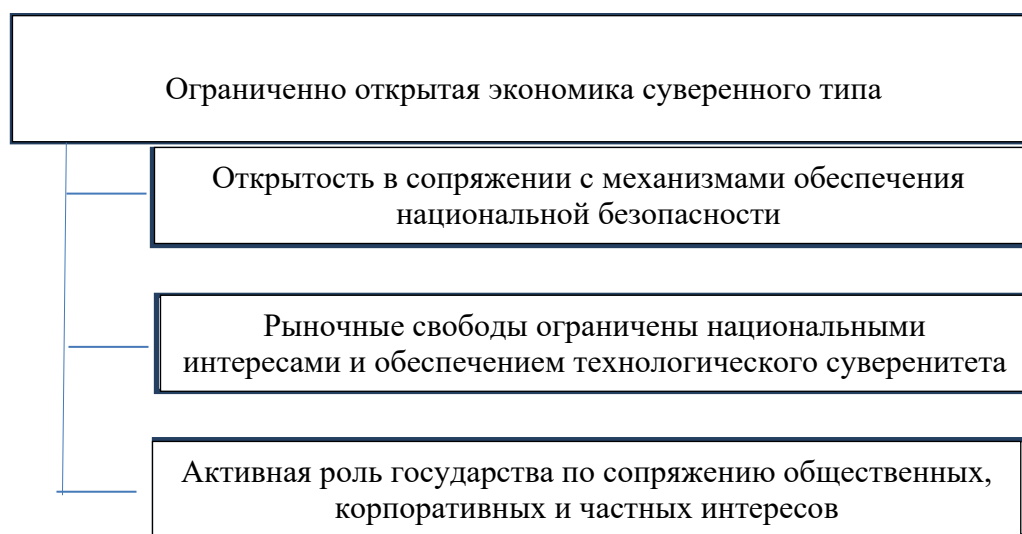 Ограниченно открытая экономика суверенного типа
Открытость в сопряжении с механизмами обеспечения
национальной безопасности
Рыночные свободы ограничены национальными
интересами и обеспечением технологического суверенитета
Активная роль государства по сопряжению общественных,
корпоративных и частных интересов